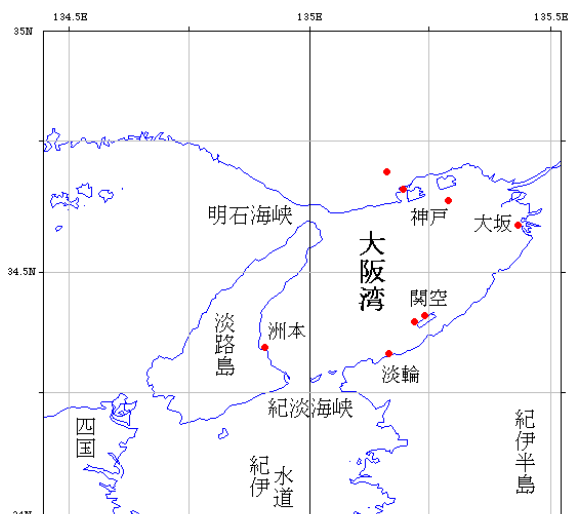 134.5E
135E
135.5E
35N
明石海峡
神戸
大坂
大阪湾
34.5N
関空
洲本
淡路島
淡輪
紀淡海峡
四国
紀伊水道
紀伊半島